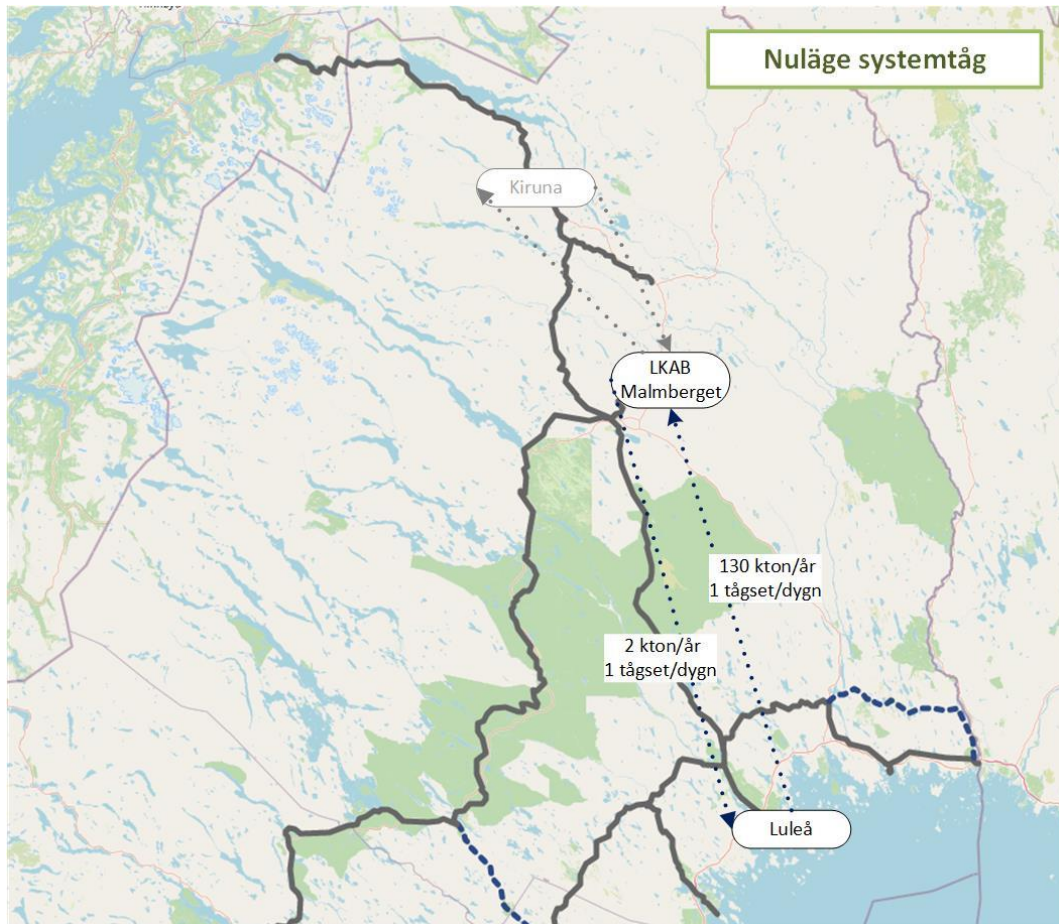 Nuläge systemtåg
Kiruna
LKAB
Malmberget
130 kton/år
1 tågset/dygn
2 kton/år
1 tågset/dygn
Luleå